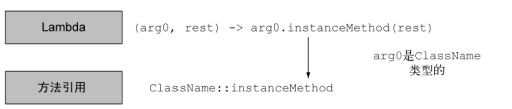 Lambda
(arg0, rest) -> arg0.instanceMethod(rest)
arg0是ClassName
类型的
方法引用
ClassName::instanceMethod